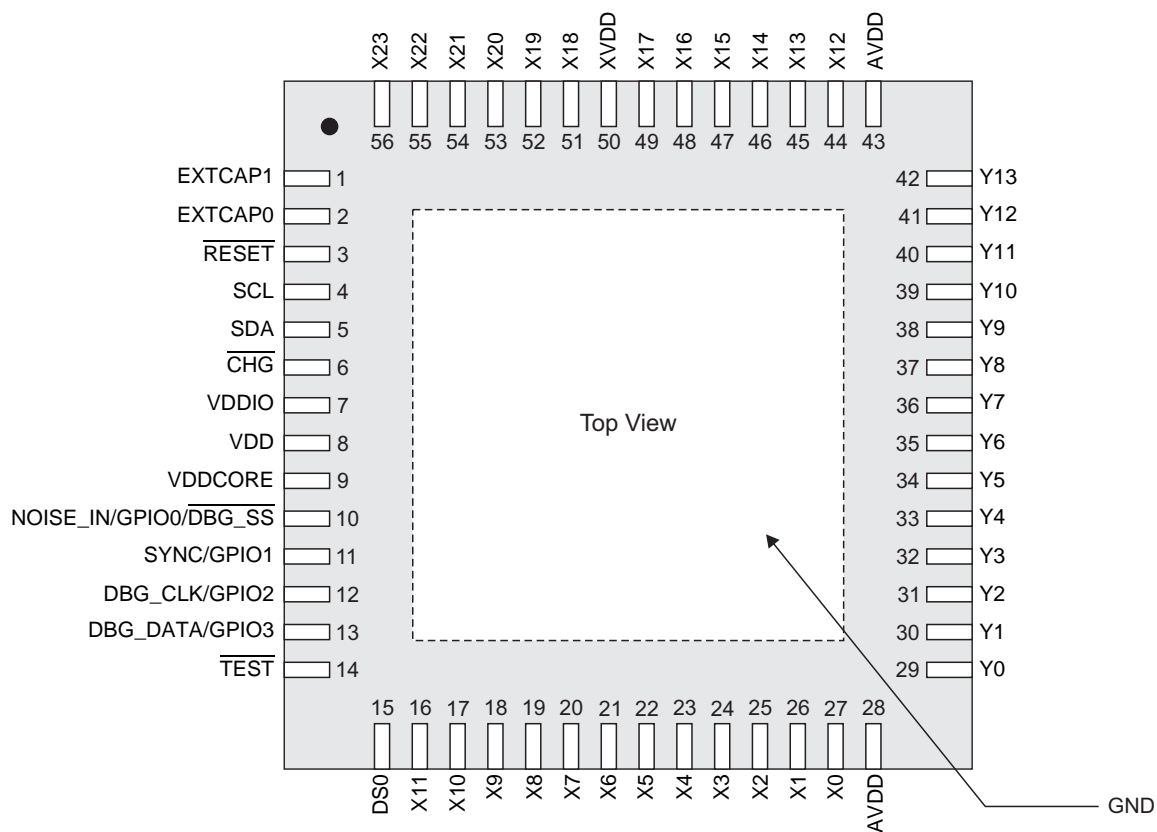 X23 X22 X21 X20 X19 X18 XVDD X17 X16 X15 X14 X13 X12 AVDD
56 55 54 53 52 51 50 49 48 47 46 45 44 43
EXTCAP1 1 42 Y13
EXTCAP0 2 41 Y12
RESET 3 40 Y11
SCL 4 39 Y10
SDA 5 38 Y9
CHG 6 37 Y8
VDDIO 7 36 Y7
Top View
VDD 8 35 Y6
VDDCORE 9 34 Y5
NOISE_IN/GPIO0/DBG_SS 10 33 Y4
SYNC/GPIO1 11 32 Y3
DBG_CLK/GPIO2 12 31 Y2
DBG_DATA/GPIO3 13 30 Y1
TEST 14 29 Y0
15 16 17 18 19 20 21 22 23 24 25 26 27 28
DS0 X11 X10 X9 X8 X7 X6 X5 X4 X3 X2 X1 X0 AVDD
GND